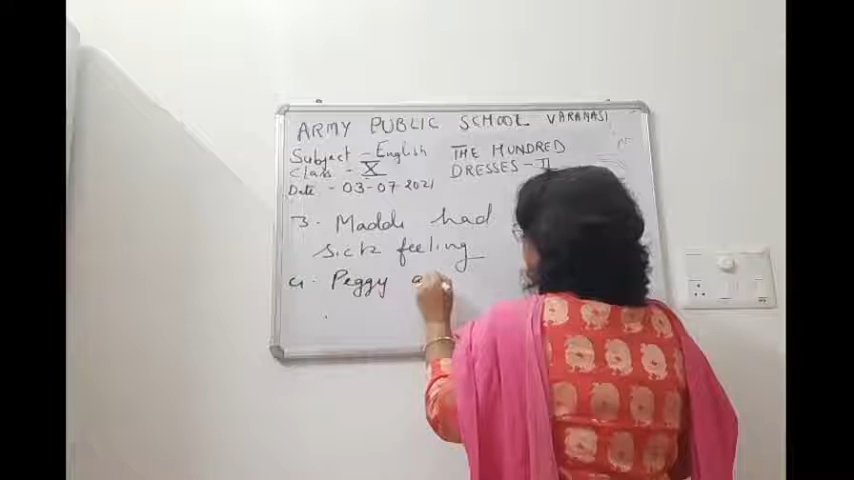 ARMY PUBLIC SCHOOL VARANASI
Subject - English
Class - X
Date - 03-07-2021
THE HUNDRED
DRESSES - II
3. Maddi had
sick feeling
4. Peggy